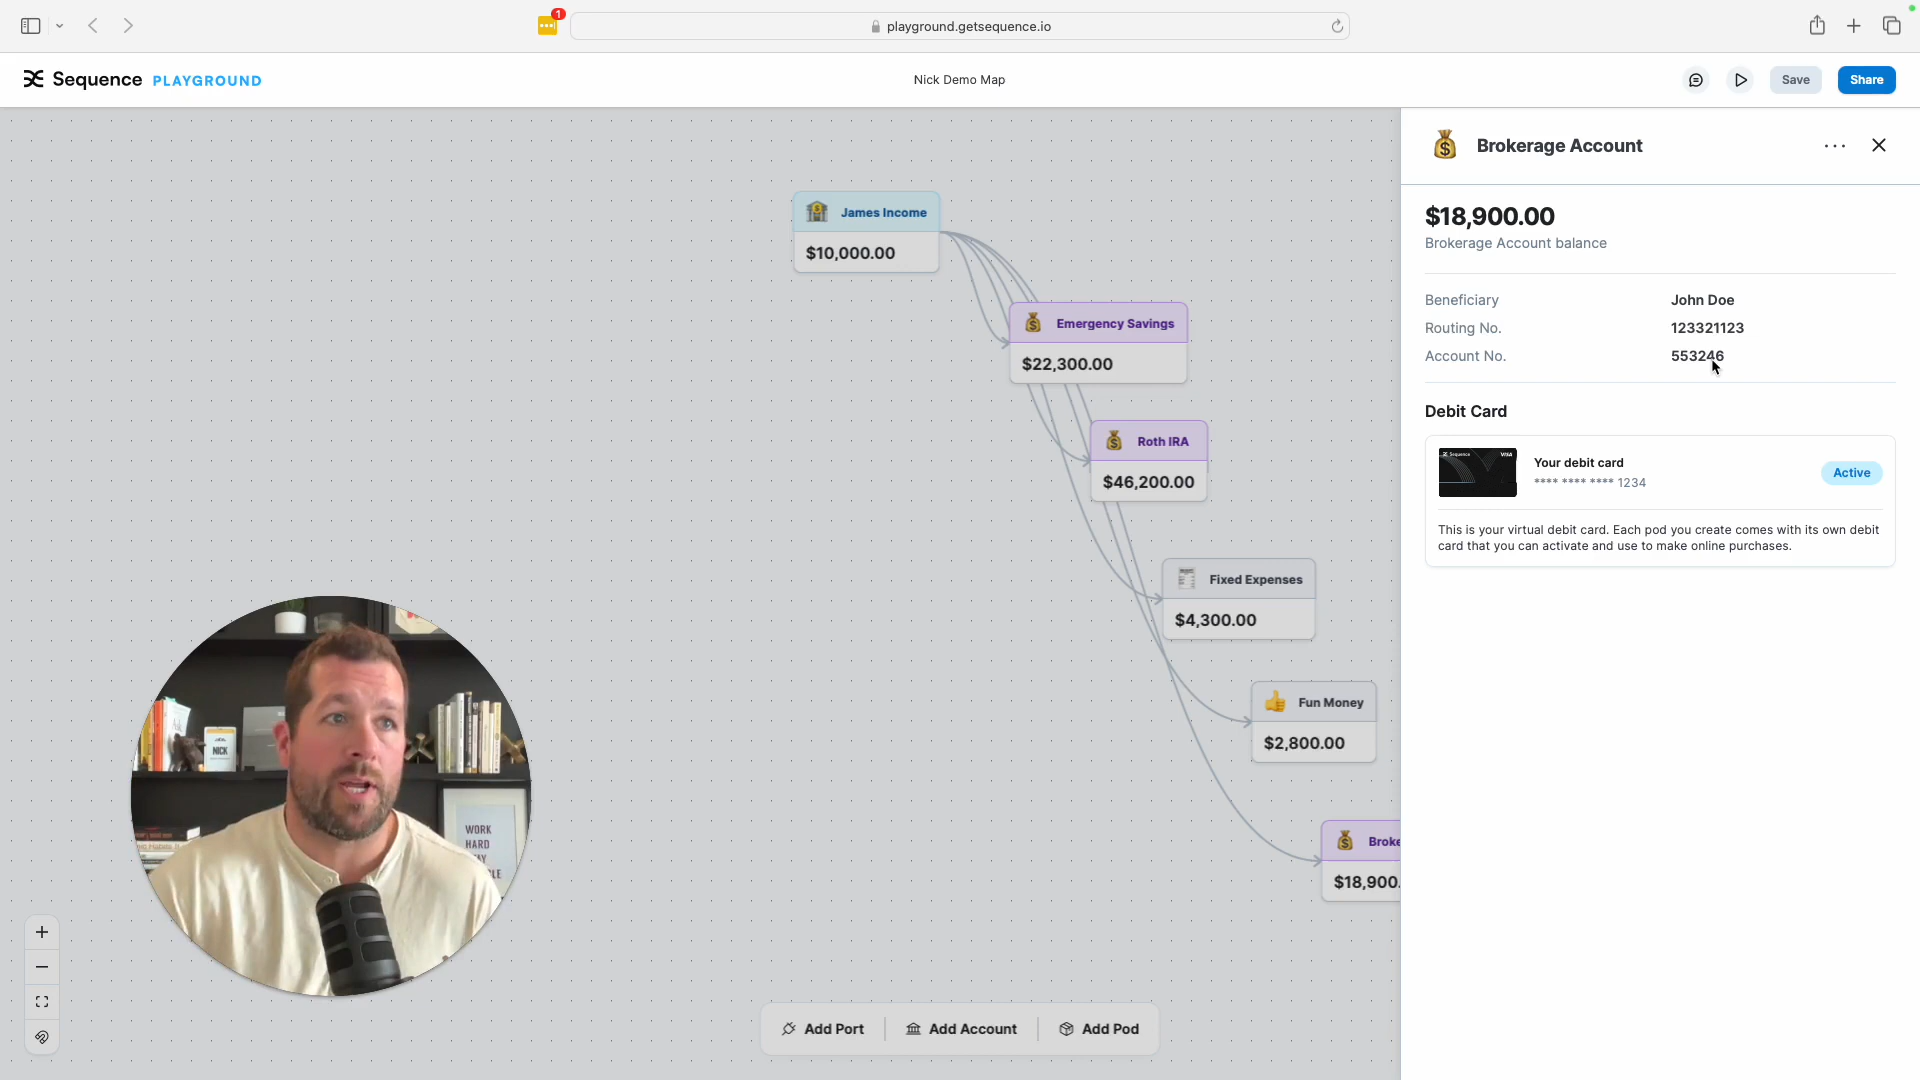 1
playground.getsequence.io
Sequence PLAYGROUND
Nick Demo Map
Save
Share
James Income
$10,000.00
Emergency Savings
$22,300.00
Roth IRA
$46,200.00
Fixed Expenses
$4,300.00
Fun Money
$2,800.00
Broke
$18,900.
Brokerage Account
$18,900.00
Brokerage Account balance
Beneficiary John Doe
Routing No. 123321123
Account No. 553246
Debit Card
Sequence VISA
Your debit card
**** **** **** 1234
Active
This is your virtual debit card. Each pod you create comes with its own debit
card that you can activate and use to make online purchases.
NICK
WORK
HARD
Add Port
Add Account
Add Pod